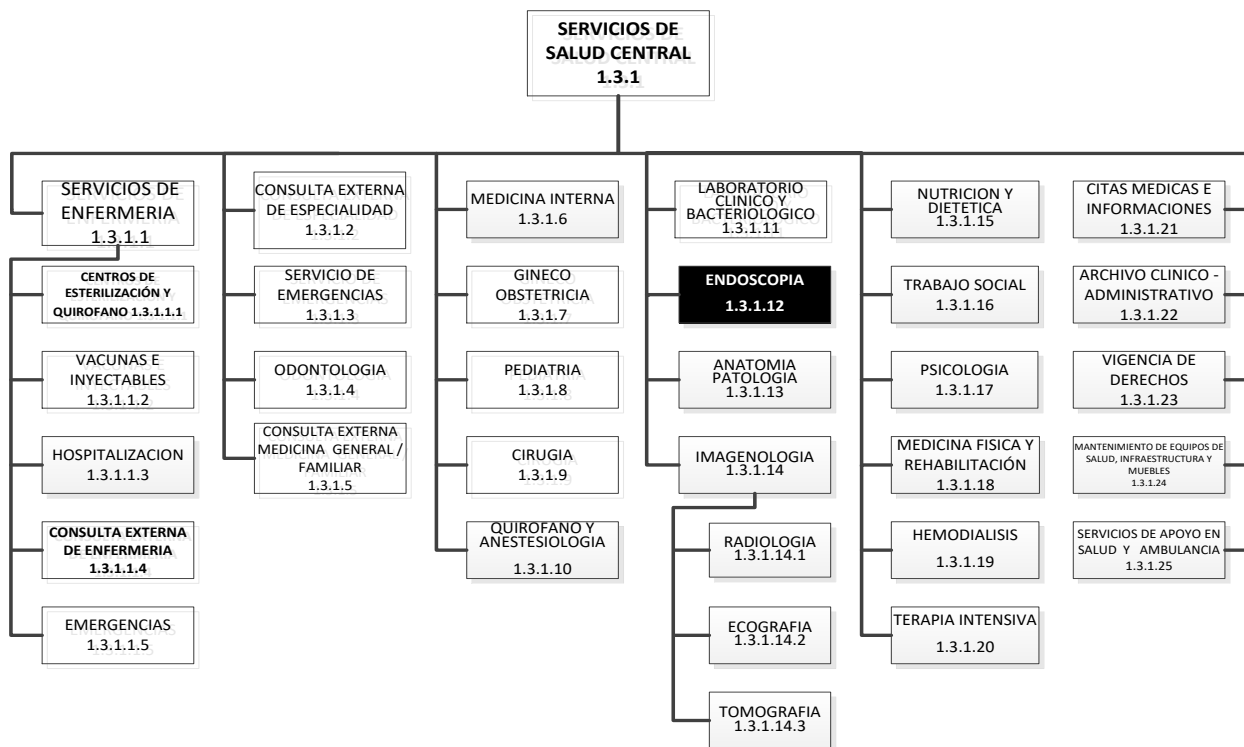 SERVICIOS DE
SALUD CENTRAL
1.3.1
SERVICIOS DE
ENFERMERIA
1.3.1.1
CENTROS DE
ESTERILIZACIÓN Y
QUIROFANO 1.3.1.1.1
VACUNAS E
INYECTABLES
1.3.1.1.2
HOSPITALIZACION
1.3.1.1.3
CONSULTA EXTERNA
DE ENFERMERIA
1.3.1.1.4
EMERGENCIAS
1.3.1.1.5
CONSULTA EXTERNA
DE ESPECIALIDAD
1.3.1.2
SERVICIO DE
EMERGENCIAS
1.3.1.3
ODONTOLOGIA
1.3.1.4
CONSULTA EXTERNA
MEDICINA GENERAL /
FAMILIAR
1.3.1.5
MEDICINA INTERNA
1.3.1.6
GINECO
OBSTETRICIA
1.3.1.7
PEDIATRIA
1.3.1.8
CIRUGIA
1.3.1.9
QUIROFANO Y
ANESTESIOLOGIA
1.3.1.10
LABORATORIO
CLINICO Y
BACTERIOLOGICO
1.3.1.11
ENDOSCOPIA
1.3.1.12
ANATOMIA
PATOLOGIA
1.3.1.13
IMAGENOLOGIA
1.3.1.14
RADIOLOGIA
1.3.1.14.1
ECOGRAFIA
1.3.1.14.2
TOMOGRAFIA
1.3.1.14.3
NUTRICION Y
DIETETICA
1.3.1.15
TRABAJO SOCIAL
1.3.1.16
PSICOLOGIA
1.3.1.17
MEDICINA FISICA Y
REHABILITACIÓN
1.3.1.18
HEMODIALISIS
1.3.1.19
TERAPIA INTENSIVA
1.3.1.20
CITAS MEDICAS E
INFORMACIONES
1.3.1.21
ARCHIVO CLINICO -
ADMINISTRATIVO
1.3.1.22
VIGENCIA DE
DERECHOS
1.3.1.23
MANTENIMIENTO DE EQUIPOS DE
SALUD, INFRAESTRUCTURA Y
MUEBLES
1.3.1.24
SERVICIOS DE APOYO EN
SALUD Y AMBULANCIA
1.3.1.25